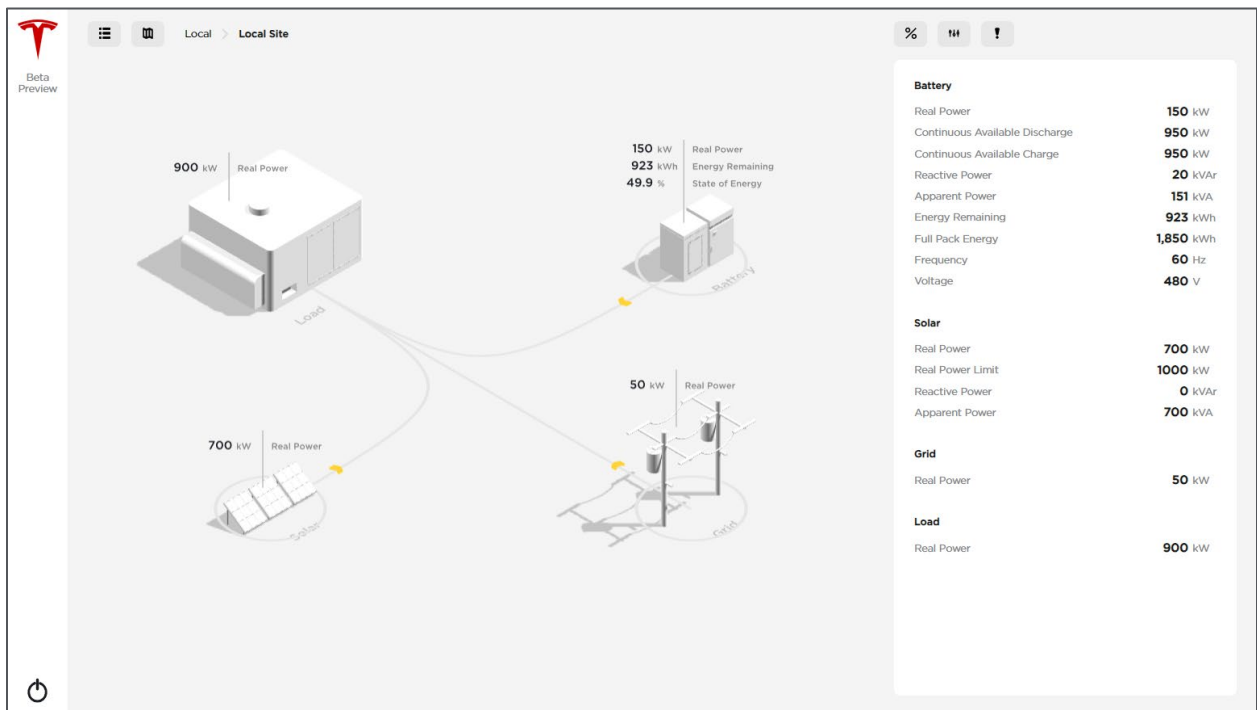 Beta
Preview
Local > Local Site
900 kW Real Power
150 kW Real Power
923 kWh Energy Remaining
49.9 % State of Energy
Load
Battery
700 kW Real Power
50 kW Real Power
Solar
Grid
%
Battery
Real Power 150 kW
Continuous Available Discharge 950 kW
Continuous Available Charge 950 kW
Reactive Power 20 kVAr
Apparent Power 151 kVA
Energy Remaining 923 kWh
Full Pack Energy 1,850 kWh
Frequency 60 Hz
Voltage 480 V
Solar
Real Power 700 kW
Real Power Limit 1000 kW
Reactive Power 0 kVAr
Apparent Power 700 kVA
Grid
Real Power 50 kW
Load
Real Power 900 kW